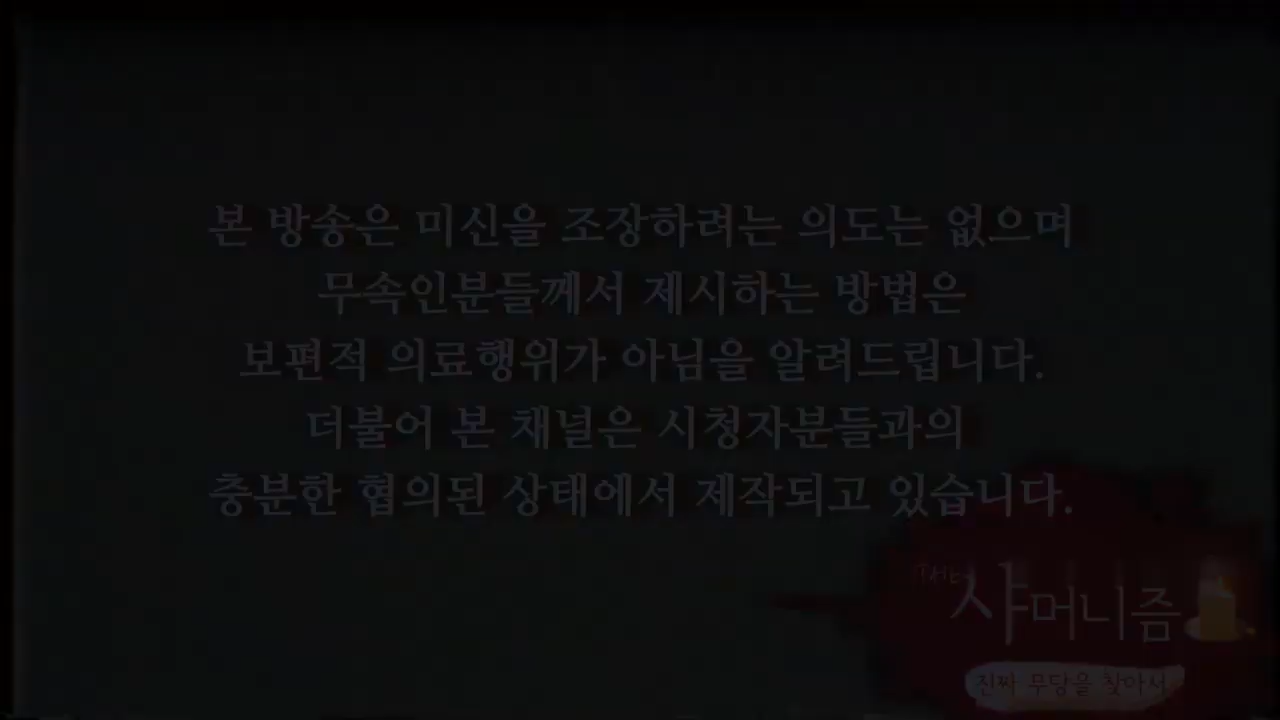 본 방송은 미신을 조장하려는 의도는 없으며
무속인분들께서 제시하는 방법은
보편적 의료행위가 아님을 알려드립니다.
더불어 본 채널은 시청자분들과의
충분한 협의된 상태에서 제작되고 있습니다.
THE 샤머니즘
진짜 무당을 찾아서